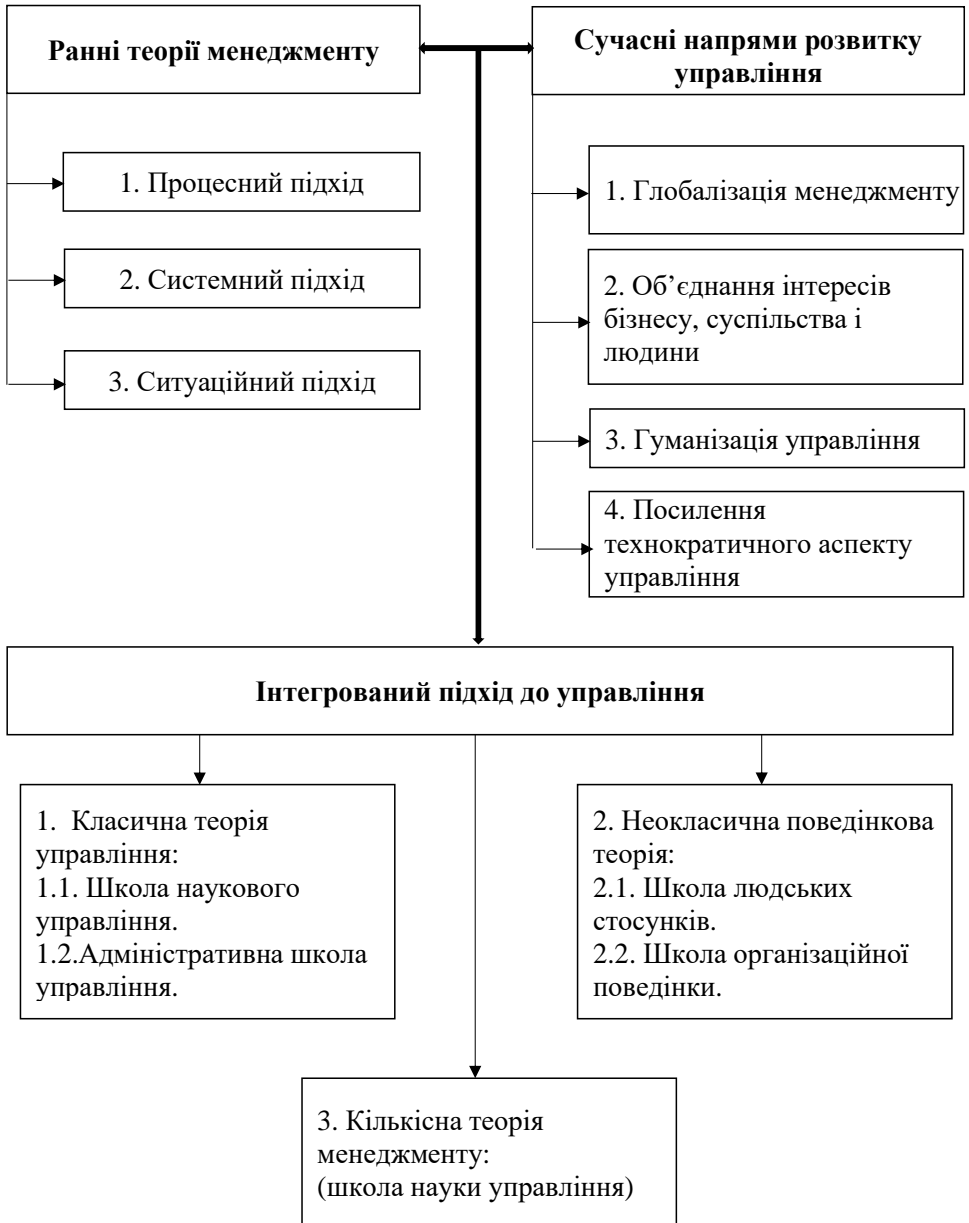 Ранні теорії менеджменту
1. Процесний підхід
2. Системний підхід
3. Ситуаційний підхід
Сучасні напрями розвитку
управління
1. Глобалізація менеджменту
2. Об’єднання інтересів
бізнесу, суспільства і
людини
3. Гуманізація управління
4. Посилення
технократичного аспекту
управління
Інтегрований підхід до управління
1. Класична теорія
управління:
1.1. Школа наукового
управління.
1.2.Адміністративна школа
управління.
2. Неокласична поведінкова
теорія:
2.1. Школа людських
стосунків.
2.2. Школа організаційної
поведінки.
3. Кількісна теорія
менеджменту:
(школа науки управління)